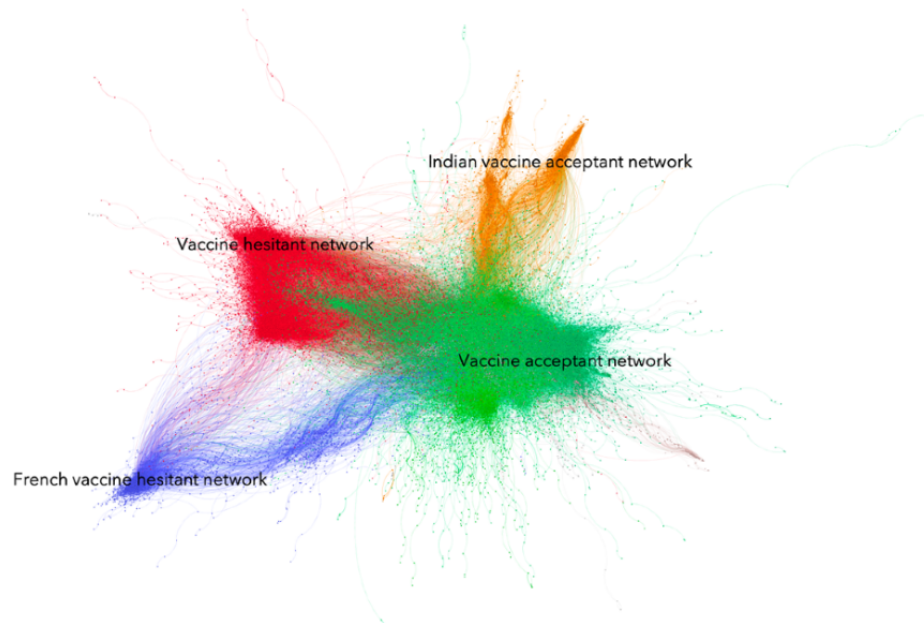 Indian vaccine acceptant network
Vaccine hesitant network
Vaccine acceptant network
French vaccine hesitant network